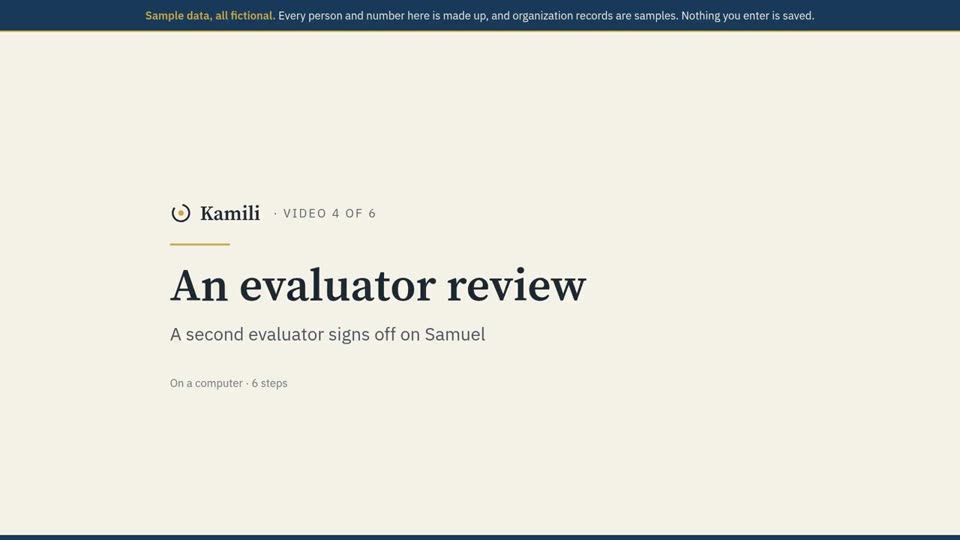 Sample data, all fictional. Every person and number here is made up, and organization records are samples. Nothing you enter is saved.
Kamili · VIDEO 4 OF 6
An evaluator review
A second evaluator signs off on Samuel
On a computer · 6 steps